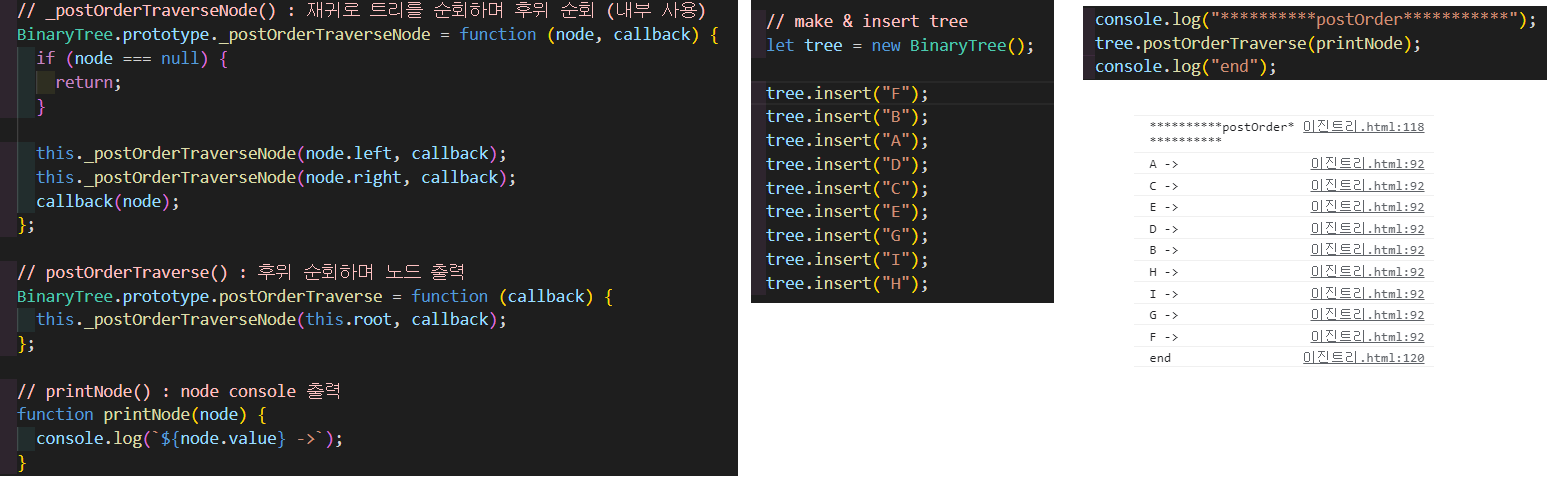 // _postOrderTraverseNode() : 재귀로 트리를 순회하며 후위 순회 (내부 사용)
BinaryTree.prototype._postOrderTraverseNode = function (node, callback) {
  if (node === null) {
    return;
  }

  this._postOrderTraverseNode(node.left, callback);
  this._postOrderTraverseNode(node.right, callback);
  callback(node);
};

// postOrderTraverse() : 후위 순회하며 노드 출력
BinaryTree.prototype.postOrderTraverse = function (callback) {
  this._postOrderTraverseNode(this.root, callback);
};

// printNode() : node console 출력
function printNode(node) {
  console.log(`${node.value} ->`);
}

// make & insert tree
let tree = new BinaryTree();

tree.insert("F");
tree.insert("B");
tree.insert("A");
tree.insert("D");
tree.insert("C");
tree.insert("E");
tree.insert("G");
tree.insert("I");
tree.insert("H");

console.log("**********postOrder***********");
tree.postOrderTraverse(printNode);
console.log("end");

**********postOrder* 이진트리.html:118
**********
A -> 이진트리.html:92
C -> 이진트리.html:92
E -> 이진트리.html:92
D -> 이진트리.html:92
B -> 이진트리.html:92
H -> 이진트리.html:92
I -> 이진트리.html:92
G -> 이진트리.html:92
F -> 이진트리.html:92
end 이진트리.html:120